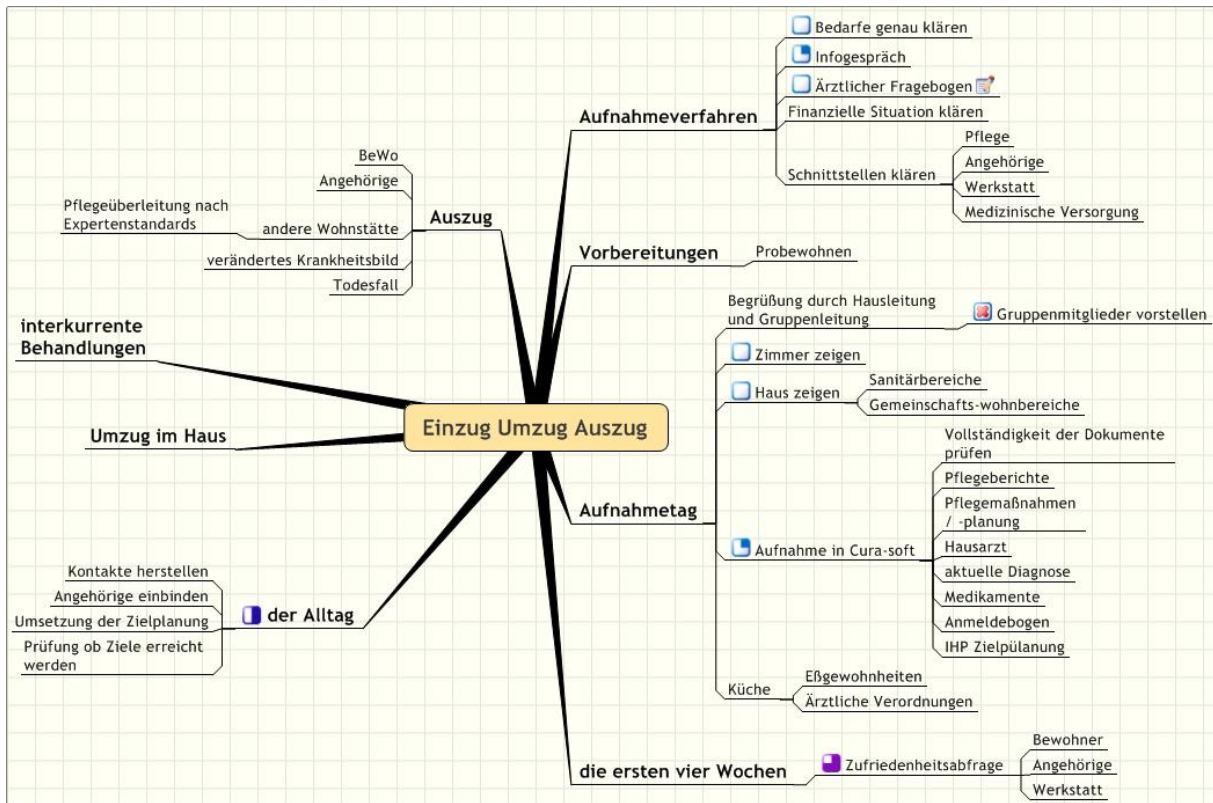 Bedarfe genau klären
Infogespräch
Ärztlicher Fragebogen
Aufnahmeverfahren
Finanzielle Situation klären
Schnittstellen klären
Pflege
Angehörige
Werkstatt
Medizinische Versorgung
Vorbereitungen
Probewohnen
Begrüßung durch Hausleitung
und Gruppenleitung
Gruppenmitglieder vorstellen
Zimmer zeigen
Haus zeigen
Sanitärbereiche
Gemeinschafts-wohnbereiche
Aufnahmetag
Aufnahme in Cura-soft
Vollständigkeit der Dokumente
prüfen
Pflegeberichte
Pflegemaßnahmen
/ -planung
Hausarzt
aktuelle Diagnose
Medikamente
Anmeldebogen
IHP Zielpülanung
Küche
Eßgewohnheiten
Ärztliche Verordnungen
die ersten vier Wochen
Zufriedenheitsabfrage
Bewohner
Angehörige
Werkstatt
Einzug Umzug Auszug
Auszug
BeWo
Angehörige
andere Wohnstätte
Pflegeüberleitung nach
Expertenstandards
verändertes Krankheitsbild
Todesfall
interkurrente
Behandlungen
Umzug im Haus
der Alltag
Kontakte herstellen
Angehörige einbinden
Umsetzung der Zielplanung
Prüfung ob Ziele erreicht
werden